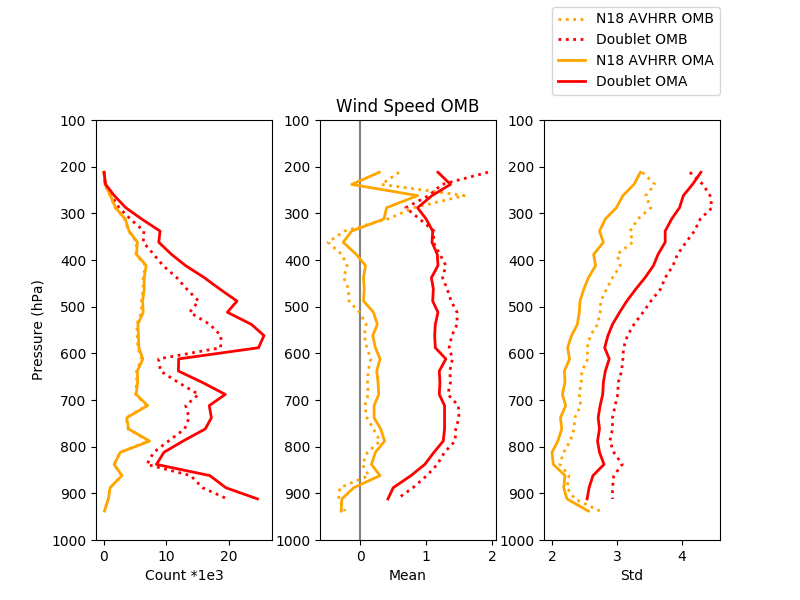 N18 AVHRR OMB
Doublet OMB
N18 AVHRR OMA
Doublet OMA
Wind Speed OMB
Pressure (hPa)
100
200
300
400
500
600
700
800
900
1000
0 10 20
Count *1e3
100
200
300
400
500
600
700
800
900
1000
0 1 2
Mean
100
200
300
400
500
600
700
800
900
1000
2 3 4
Std